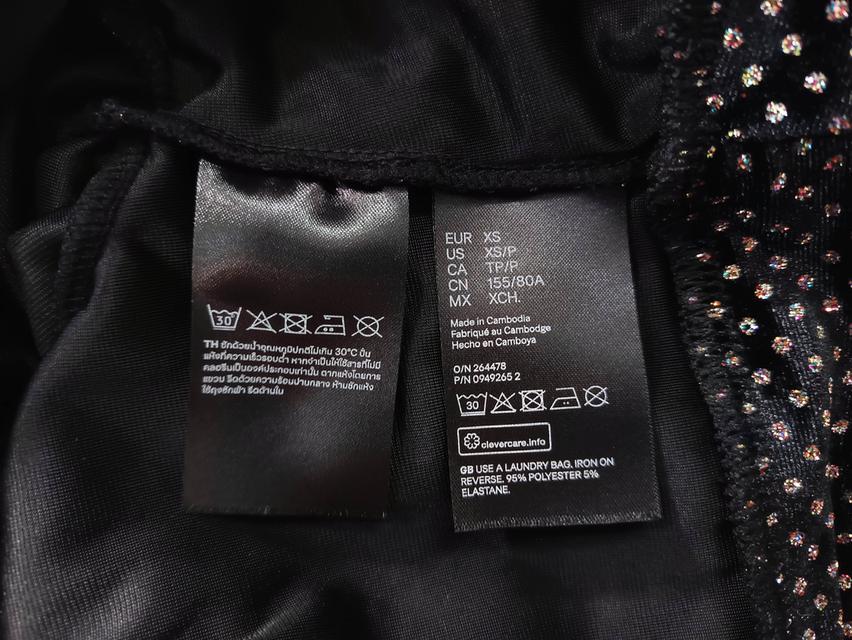 30
TH ซักด้วยน้ำอุณหภูมิปกติไม่เกิน 30°C ปั่น
แห้งที่ความเร็วรอบต่ำ หากจำเป็นให้ใช้สารที่ไม่มี
คลอรีนเป็นองค์ประกอบเท่านั้น ตากแห้งโดยการ
แขวน รีดด้วยความร้อนปานกลาง ห้ามซักแห้ง
ใช้ถุงซักผ้า รีดด้านใน
EUR XS
US XS/P
CA TP/P
CN 155/80A
MX XCH.
Made in Cambodia
Fabriqué au Cambodge
Hecho en Camboya
O/N 264478
P/N 0949265 2
30
clevercare.info
GB USE A LAUNDRY BAG. IRON ON
REVERSE. 95% POLYESTER 5%
ELASTANE.